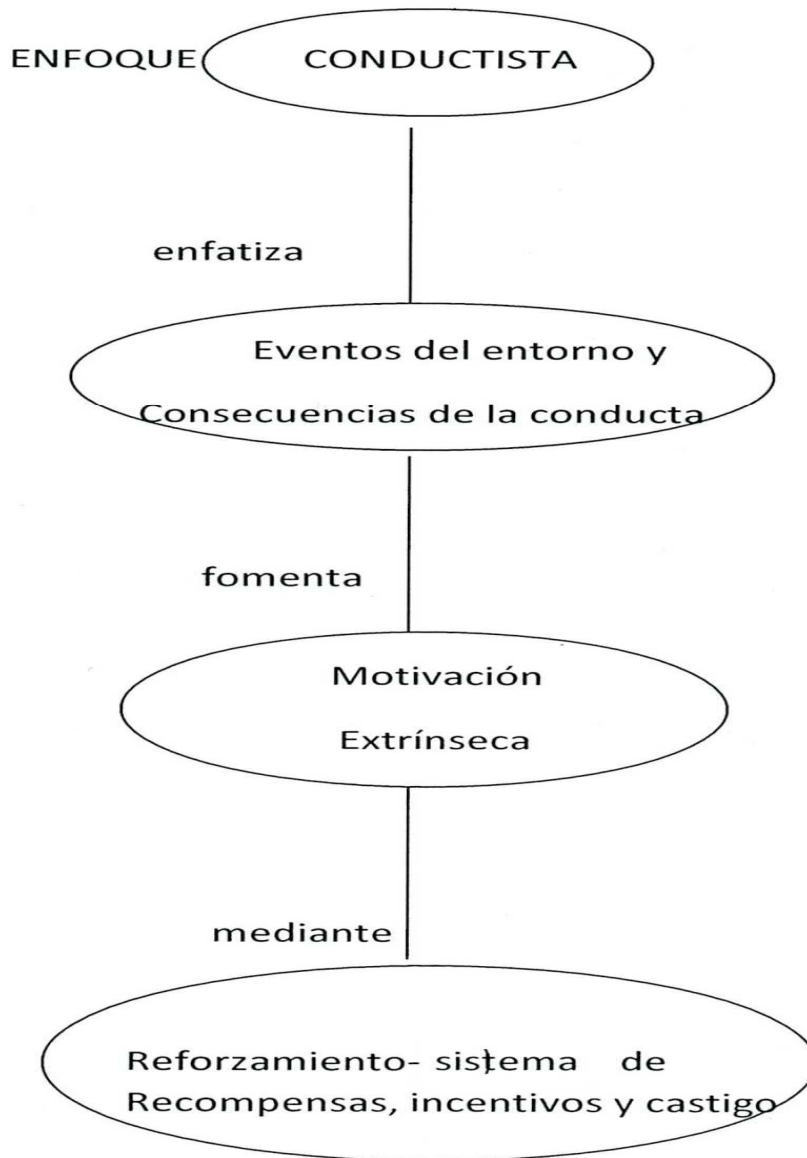 ENFOQUE CONDUCTISTA
enfatiza
Eventos del entorno y
Consecuencias de la conducta
fomenta
Motivación
Extrínseca
mediante
Reforzamiento- sistema de
Recompensas, incentivos y castigo